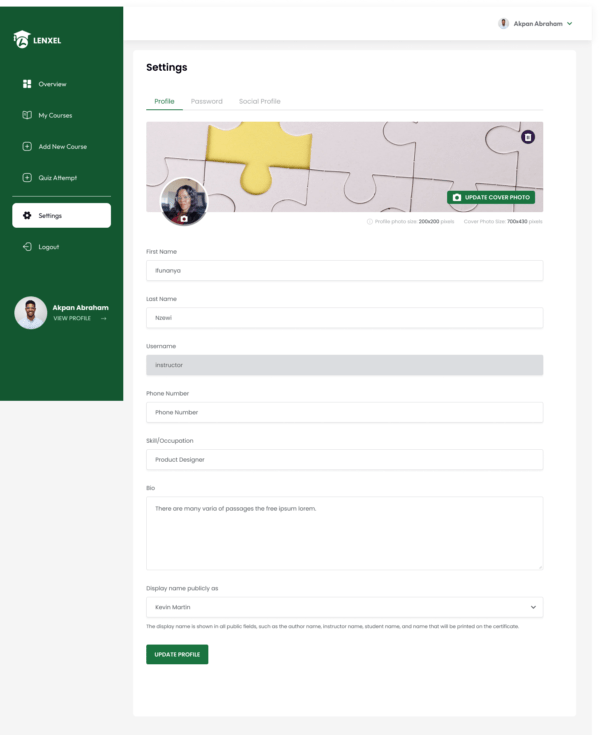 LENXEL
Akpan Abraham
Overview
My Courses
Add New Course
Quiz Attempt
Settings
Logout
Akpan Abraham
VIEW PROFILE →
Settings
Profile Password Social Profile
UPDATE COVER PHOTO
Profile photo size: 200x200 pixels Cover Photo Size: 700x430 pixels
First Name
Ifunanya
Last Name
Nzewi
Username
instructor
Phone Number
Phone Number
Skill/Occupation
Product Designer
Bio
There are many varia of passages the free ipsum lorem.
Display name publicly as
Kevin Martin
The display name is shown in all public fields, such as the author name, instructor name, student name, and name that will be printed on the certificate.
UPDATE PROFILE